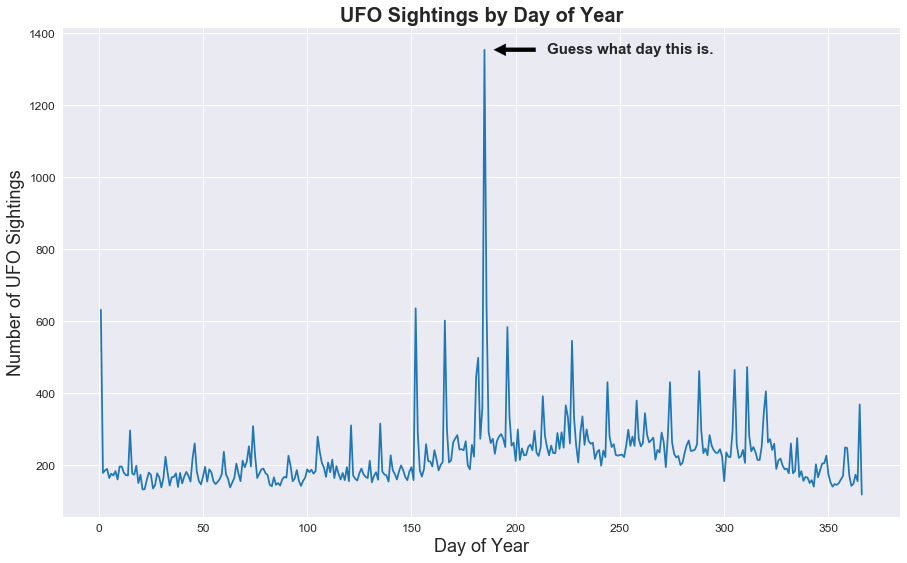 UFO Sightings by Day of Year
1400
Guess what day this is.
1200
1000
800
600
400
200
Number of UFO Sightings
0 50 100 150 200 250 300 350
Day of Year